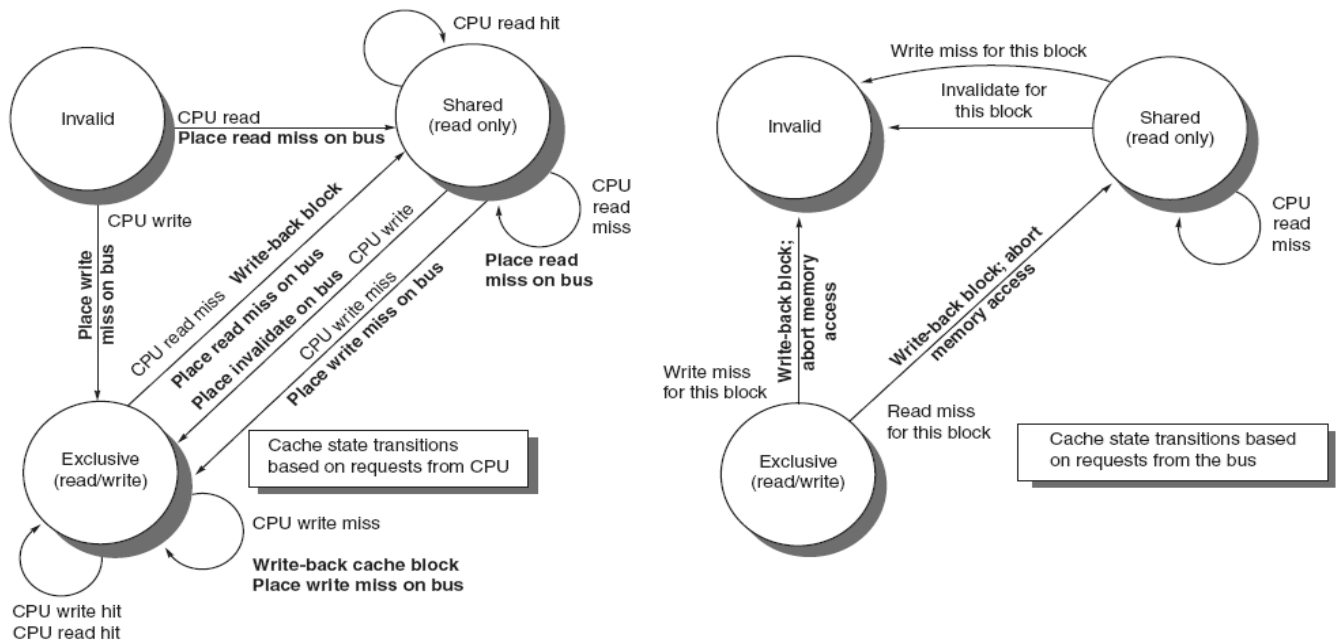 CPU read hit
Invalid
Shared
(read only)
CPU read
Place read miss on bus
CPU
read
miss
Place read
miss on bus
CPU write
Place write
miss on bus
CPU read miss Write-back block
Place read miss on bus
Place invalidate on bus CPU write
CPU write miss
Place write miss on bus
Exclusive
(read/write)
Cache state transitions
based on requests from CPU
CPU write miss
Write-back cache block
Place write miss on bus
CPU write hit
CPU read hit
Write miss for this block
Invalidate for
this block
Invalid
Shared
(read only)
CPU
read
miss
Write-back block;
abort memory
access
Write-back block; abort
memory access
Write miss
for this block
Read miss
for this block
Exclusive
(read/write)
Cache state transitions based
on requests from the bus